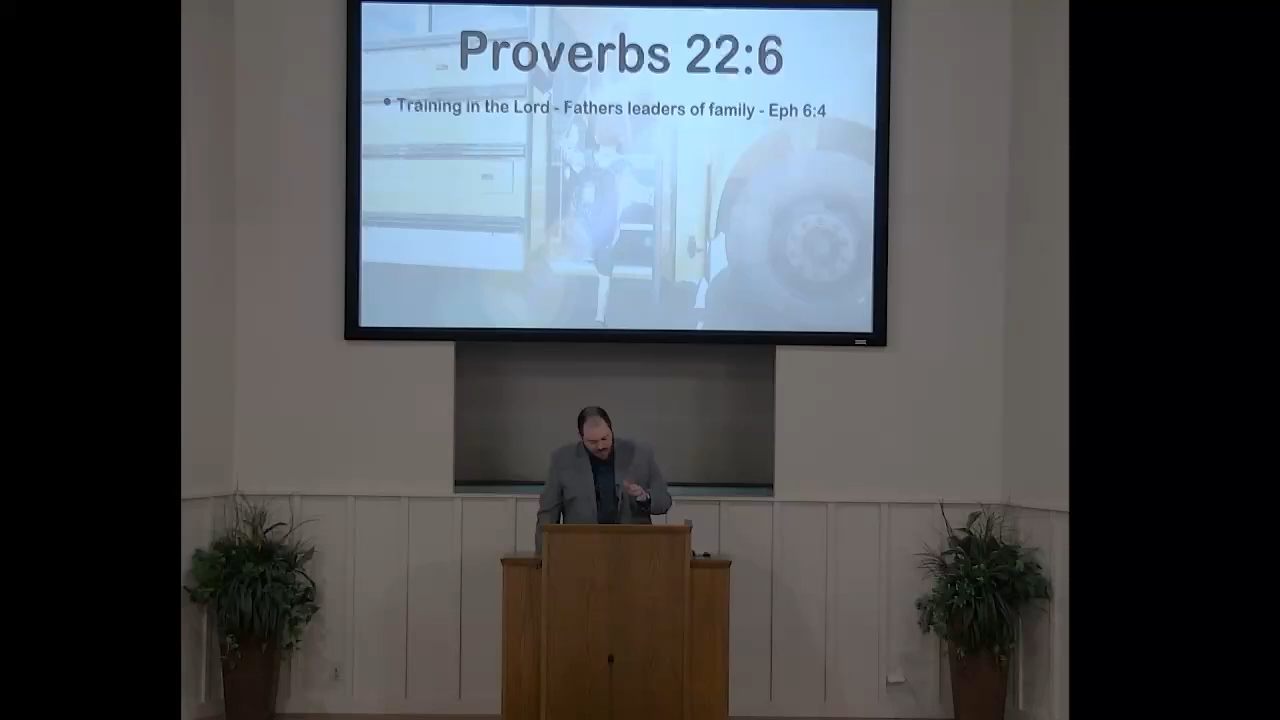 Proverbs 22:6
• Training in the Lord - Fathers leaders of family - Eph 6:4